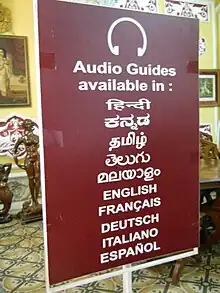 Audio Guides
available in :
हिन्दी
ಕನ್ನಡ
தமிழ்
తెలుగు
മലയാളം
ENGLISH
FRANÇAIS
DEUTSCH
ITALIANO
ESPAÑOL